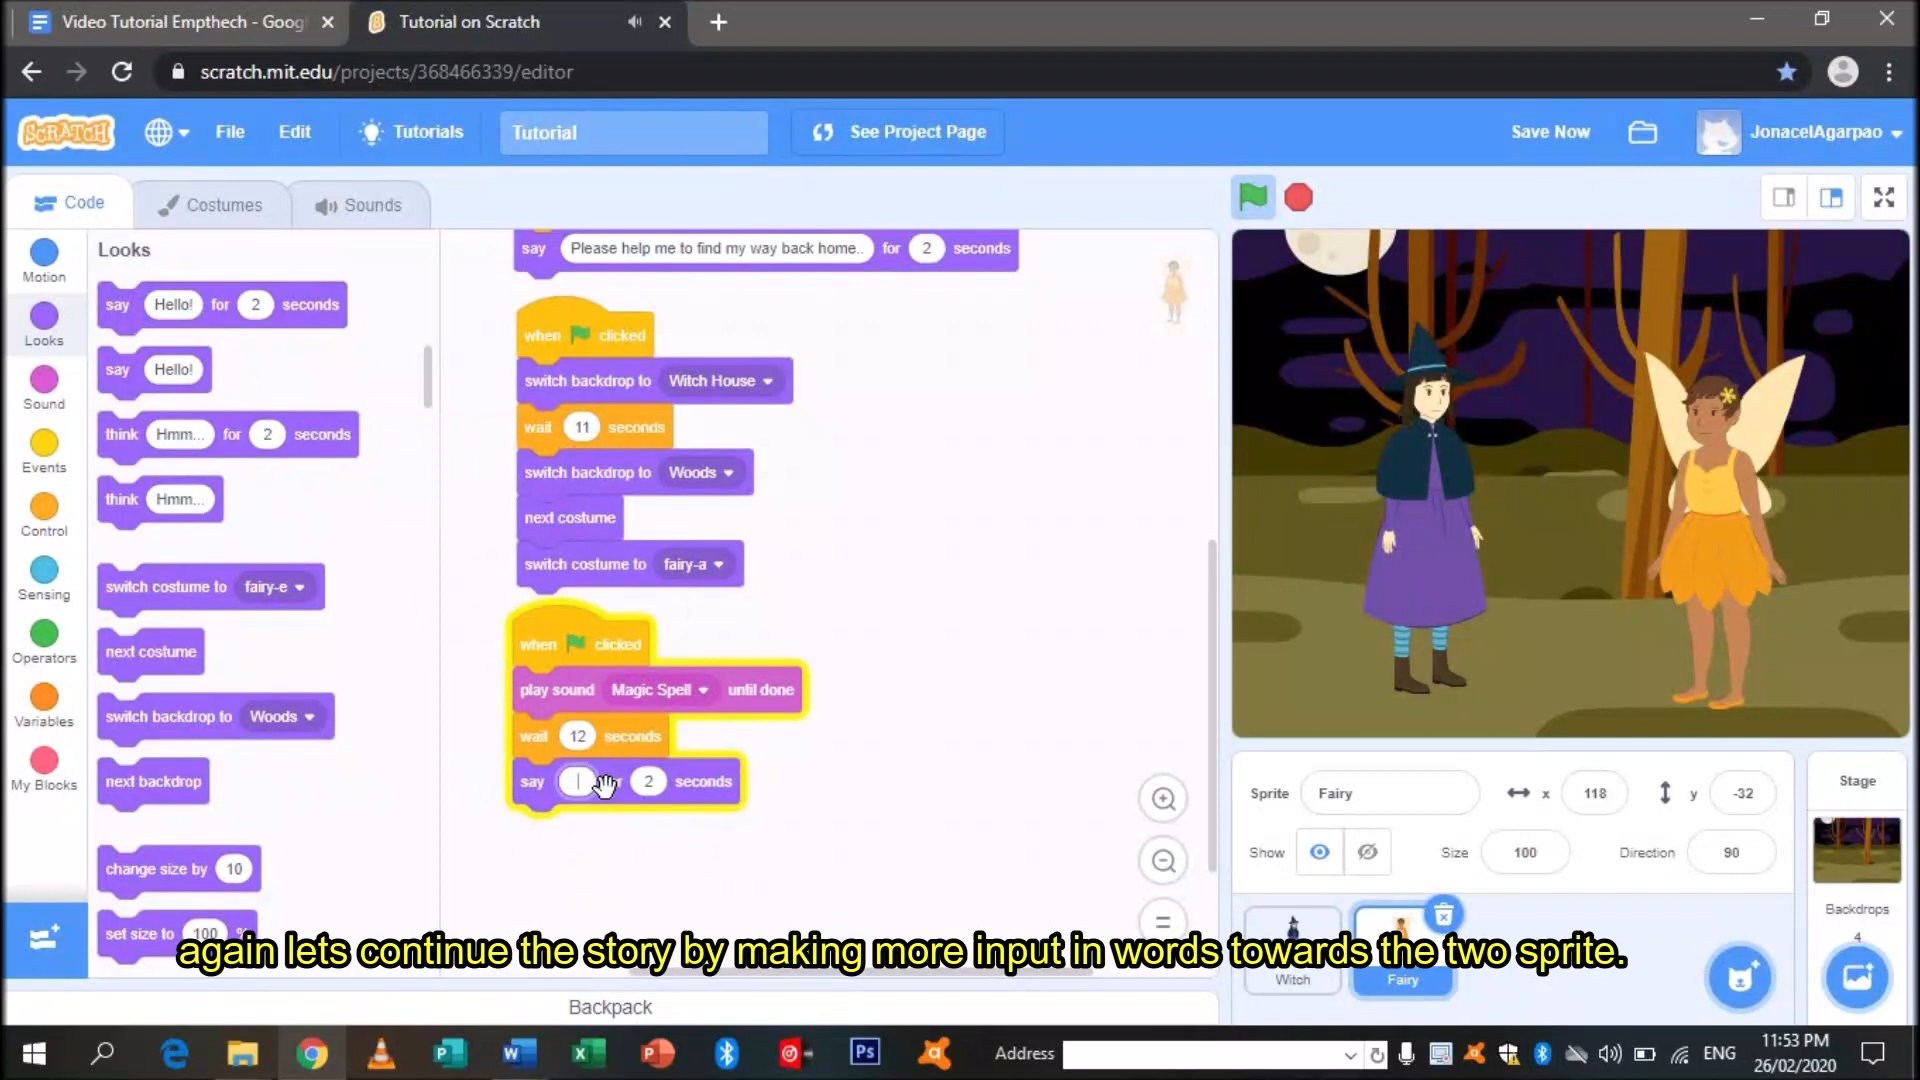 Video Tutorial Empthech - Goog
Tutorial on Scratch
scratch.mit.edu/projects/368466339/editor
SCRATCH
File
Edit
Tutorials
Tutorial
See Project Page
Save Now
JonacelAgarpao
Code
Costumes
Sounds
Motion
Looks
Sound
Events
Control
Sensing
Operators
Variables
My Blocks
Looks
say Hello! for 2 seconds
say Hello!
think Hmm... for 2 seconds
think Hmm...
switch costume to fairy-e
next costume
switch backdrop to Woods
next backdrop
change size by 10
set size to 100 %
say Please help me to find my way back home.. for 2 seconds
when clicked
switch backdrop to Witch House
wait 11 seconds
switch backdrop to Woods
next costume
switch costume to fairy-a
when clicked
play sound Magic Spell until done
wait 12 seconds
say 2 seconds
Sprite Fairy x 118 y -32
Show Size 100 Direction 90
Witch
Fairy
Stage
Backdrops
4
again lets continue the story by making more input in words towards the two sprite.
Backpack
Address
Ps
ENG
11:53 PM
26/02/2020